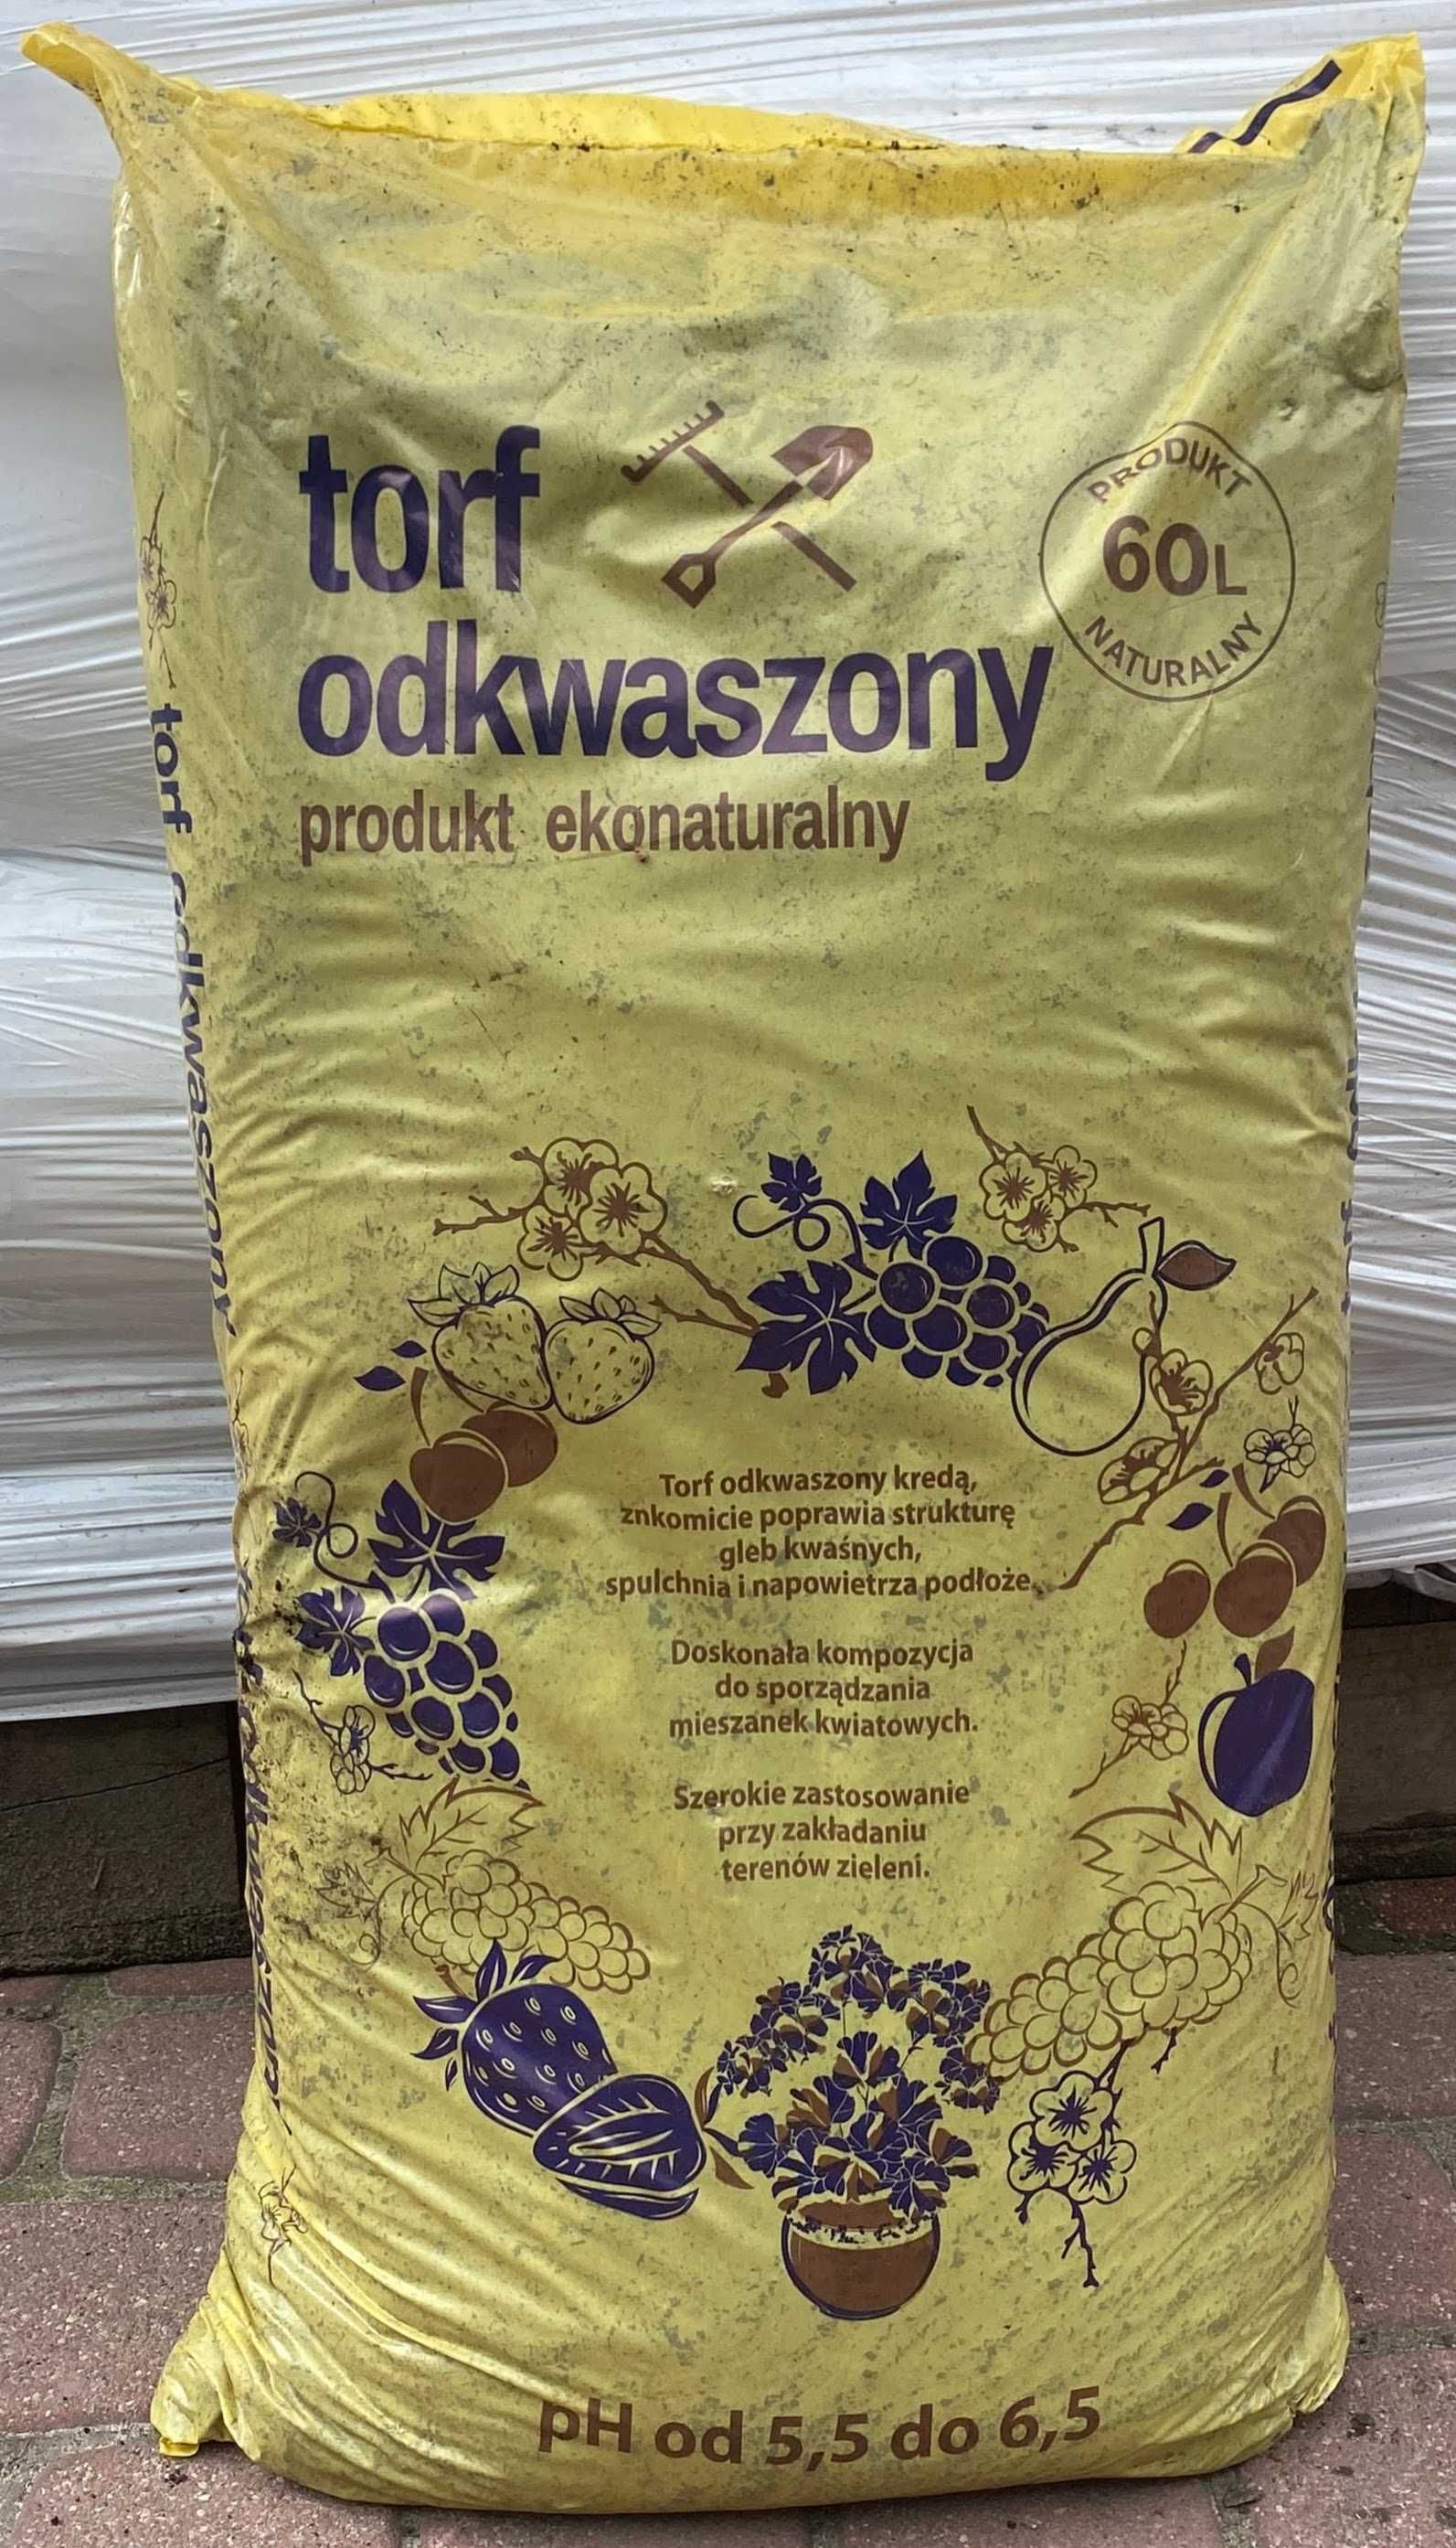 torf
odkwaszony
produkt ekonaturalny
PRODUKT
60L
NATURALNY
Torf odkwaszony kredą,
znkomicie poprawia strukturę
gleb kwaśnych,
spulchnia i napowietrza podłoże.
Doskonała kompozycja
do sporządzania
mieszanek kwiatowych.
Szerokie zastosowanie
przy zakładaniu
terenów zieleni.
pH od 5,5 do 6,5
torf odkwaszony